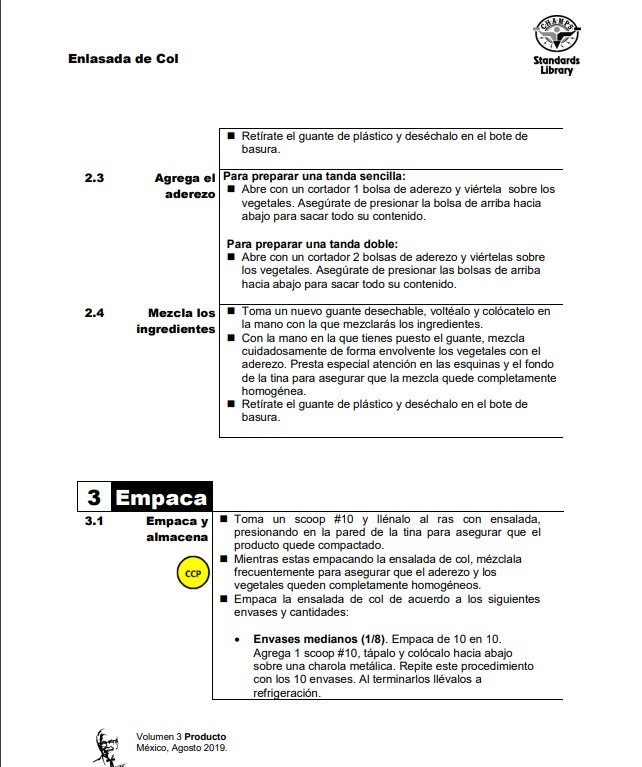 Enlasada de Col
CHAMPS
Standards
Library
■ Retírate el guante de plástico y deséchalo en el bote de
basura.
2.3 Agrega el
aderezo
Para preparar una tanda sencilla:
■ Abre con un cortador 1 bolsa de aderezo y viértela sobre los
vegetales. Asegúrate de presionar la bolsa de arriba hacia
abajo para sacar todo su contenido.
Para preparar una tanda doble:
■ Abre con un cortador 2 bolsas de aderezo y viértelas sobre
los vegetales. Asegúrate de presionar las bolsas de arriba
hacia abajo para sacar todo su contenido.
2.4 Mezcla los
ingredientes
■ Toma un nuevo guante desechable, voltéalo y colócatelo en
la mano con la que mezclarás los ingredientes.
■ Con la mano en la que tienes puesto el guante, mezcla
cuidadosamente de forma envolvente los vegetales con el
aderezo. Presta especial atención en las esquinas y el fondo
de la tina para asegurar que la mezcla quede completamente
homogénea.
■ Retírate el guante de plástico y deséchalo en el bote de
basura.
3 Empaca
3.1 Empaca y
almacena
CCP
■ Toma un scoop #10 y llénalo al ras con ensalada,
presionando en la pared de la tina para asegurar que el
producto quede compactado.
■ Mientras estas empacando la ensalada de col, mézclala
frecuentemente para asegurar que el aderezo y los
vegetales queden completamente homogéneos.
■ Empaca la ensalada de col de acuerdo a los siguientes
envases y cantidades:
• Envases medianos (1/8). Empaca de 10 en 10.
Agrega 1 scoop #10, tápalo y colócalo hacia abajo
sobre una charola metálica. Repite este procedimiento
con los 10 envases. Al terminarlos llévalos a
refrigeración.
Volumen 3 Producto
México, Agosto 2019.